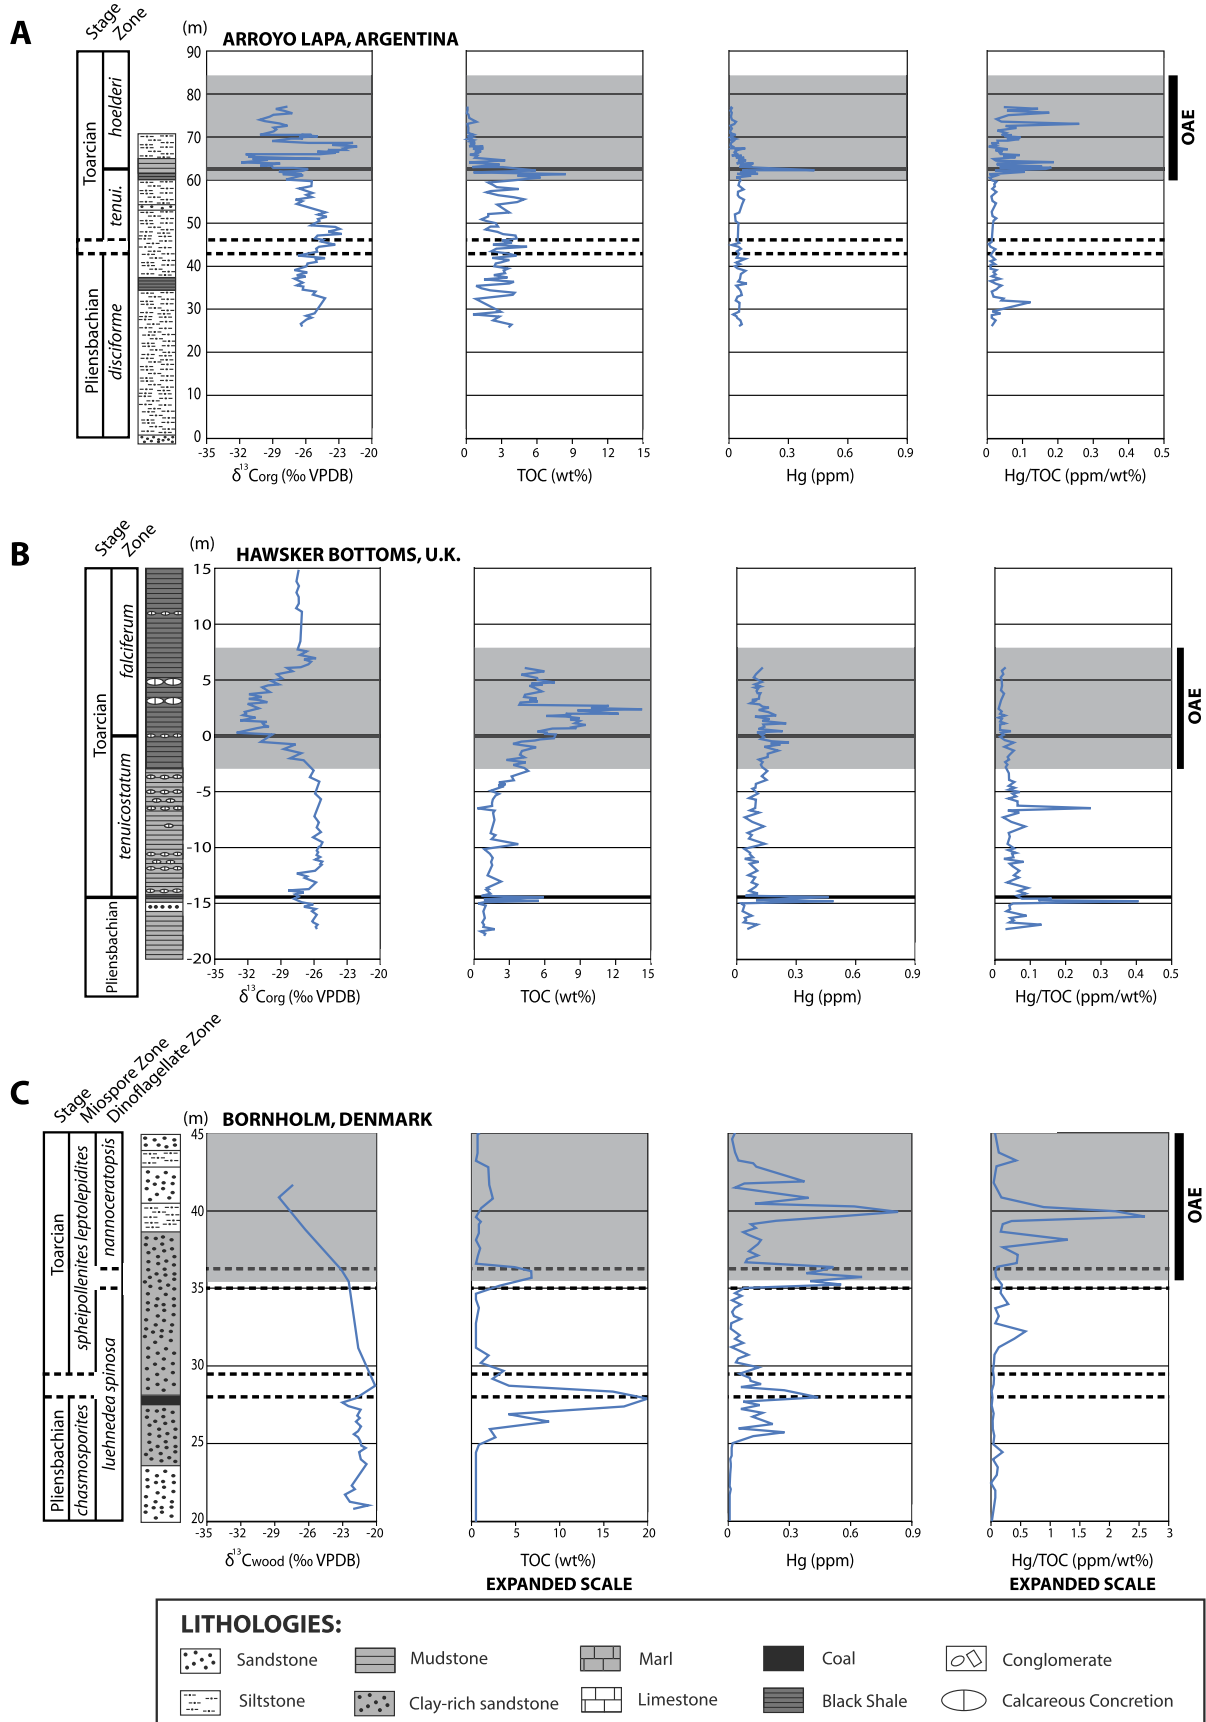 A
Stage
Zone
(m)
ARROYO LAPA, ARGENTINA
90
80
70
60
50
40
30
20
10
0
Toarcian
hoelderi
tenui.
Pliensbachian
disciforme
-35 -32 -29 -26 -23 -20
δ¹³Corg (‰ VPDB)
0 3 6 9 12 15
TOC (wt%)
0 0.3 0.6 0.9
Hg (ppm)
0 0.1 0.2 0.3 0.4 0.5
Hg/TOC (ppm/wt%)
OAE
B
Stage
Zone
(m)
HAWSKER BOTTOMS, U.K.
15
10
5
0
-5
-10
-15
-20
Toarcian
falciferum
tenuicostatum
Pliensbachian
-35 -32 -29 -26 -23 -20
δ¹³Corg (‰ VPDB)
0 3 6 9 12 15
TOC (wt%)
0 0.3 0.6 0.9
Hg (ppm)
0 0.1 0.2 0.3 0.4 0.5
Hg/TOC (ppm/wt%)
OAE
C
Stage
Miospore Zone
Dinoflagellate Zone
(m)
BORNHOLM, DENMARK
45
40
35
30
25
20
Toarcian
spheipollenites leptolepidites
nannoceratopsis
Pliensbachian
chasmosporites
luehnedea spinosa
-35 -32 -29 -26 -23 -20
δ¹³Cwood (‰ VPDB)
0 5 10 15 20
TOC (wt%)
EXPANDED SCALE
0 0.3 0.6 0.9
Hg (ppm)
0 0.5 1 1.5 2 2.5 3
Hg/TOC (ppm/wt%)
EXPANDED SCALE
OAE
LITHOLOGIES:
Sandstone
Mudstone
Marl
Coal
Conglomerate
Siltstone
Clay-rich sandstone
Limestone
Black Shale
Calcareous Concretion